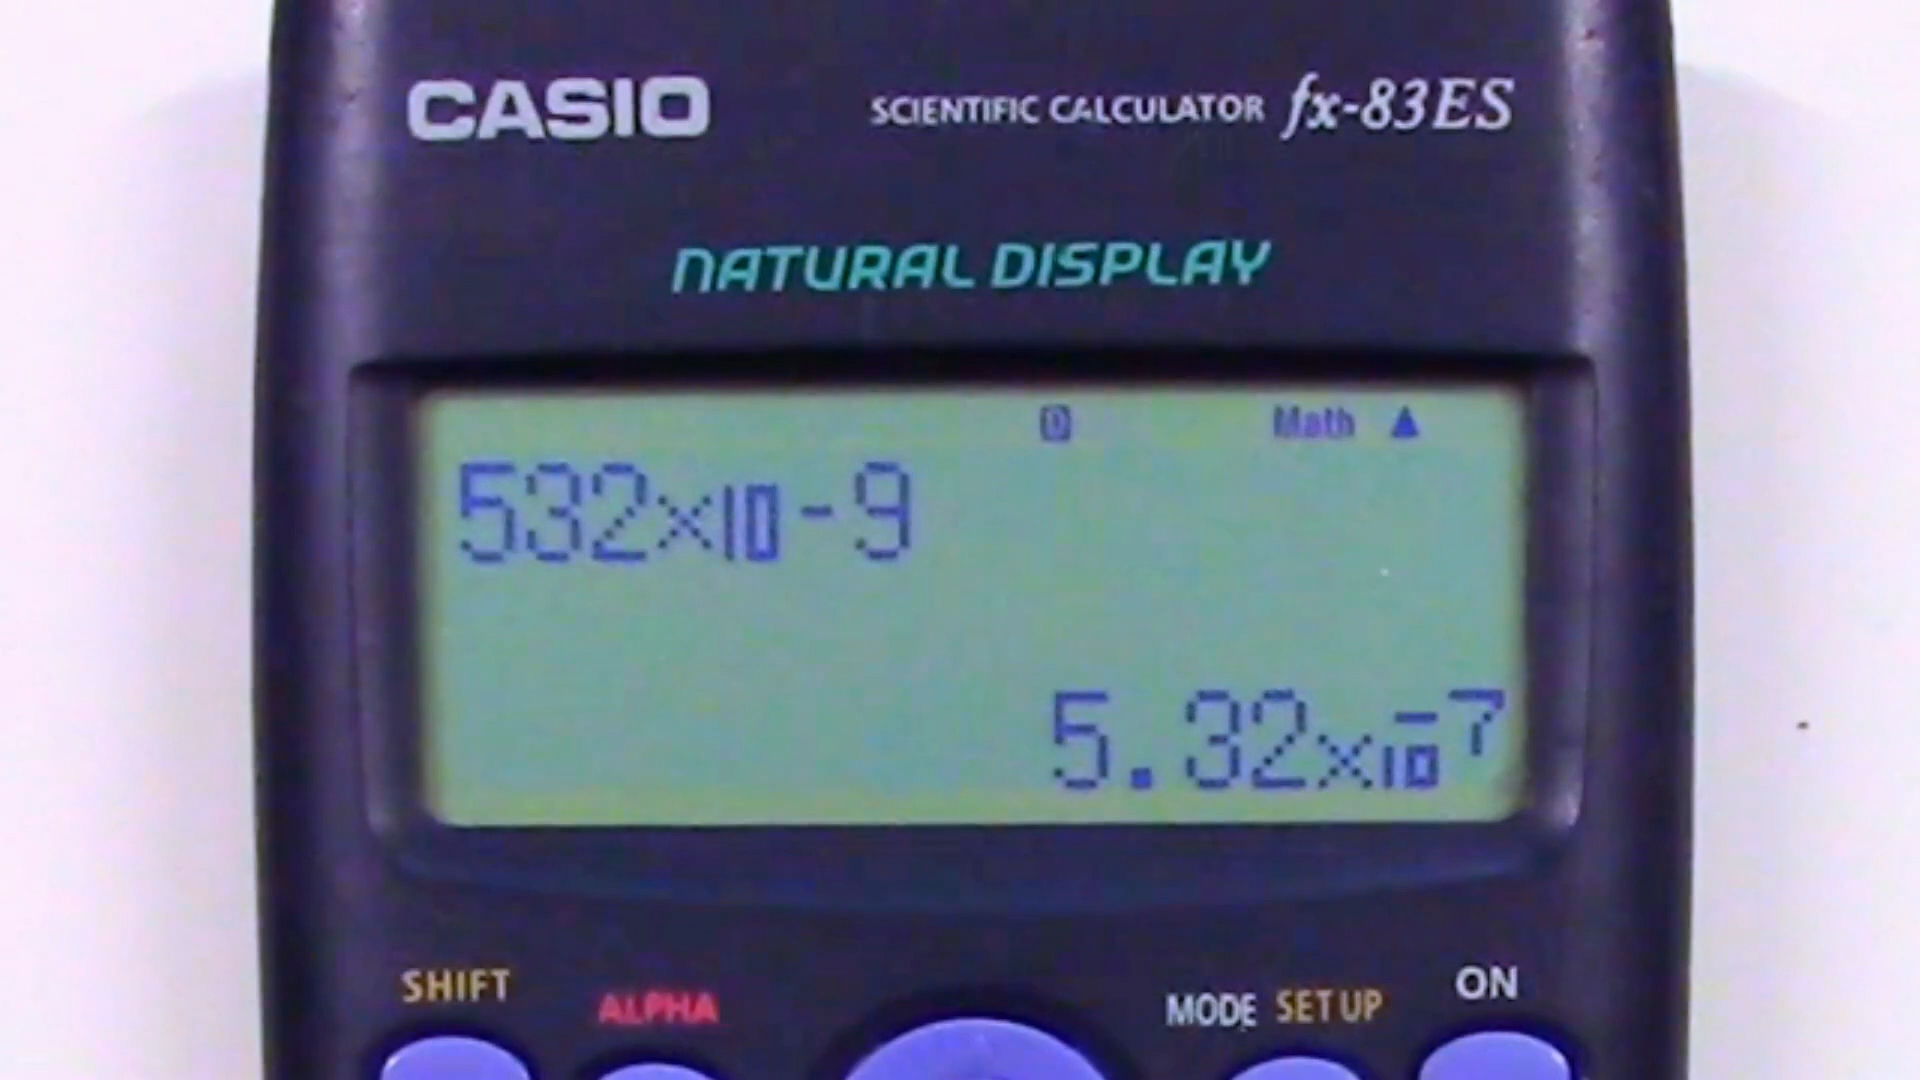 CASIO SCIENTIFIC CALCULATOR fx-83ES
NATURAL DISPLAY
D Math ▲
532×10-9
5.32×10⁻⁷
SHIFT ALPHA MODE SETUP ON